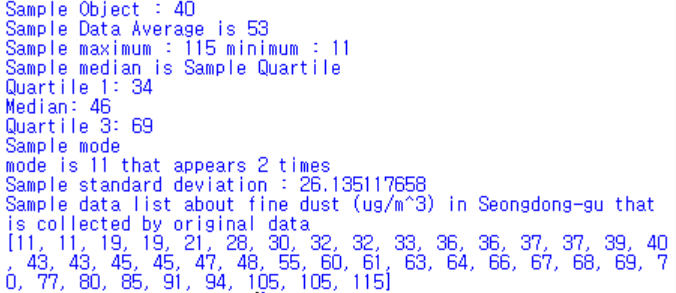 Sample Object : 40
Sample Data Average is 53
Sample maximum : 115 minimum : 11
Sample median is Sample Quartile
Quartile 1: 34
Median: 46
Quartile 3: 69
Sample mode
mode is 11 that appears 2 times
Sample standard deviation : 26.135117658
Sample data list about fine dust (ug/m^3) in Seongdong-gu that
is collected by original data
[11, 11, 19, 19, 21, 28, 30, 32, 32, 33, 36, 36, 37, 37, 39, 40
, 43, 43, 45, 45, 47, 48, 55, 60, 61, 63, 64, 66, 67, 68, 69, 7
0, 77, 80, 85, 91, 94, 105, 105, 115]